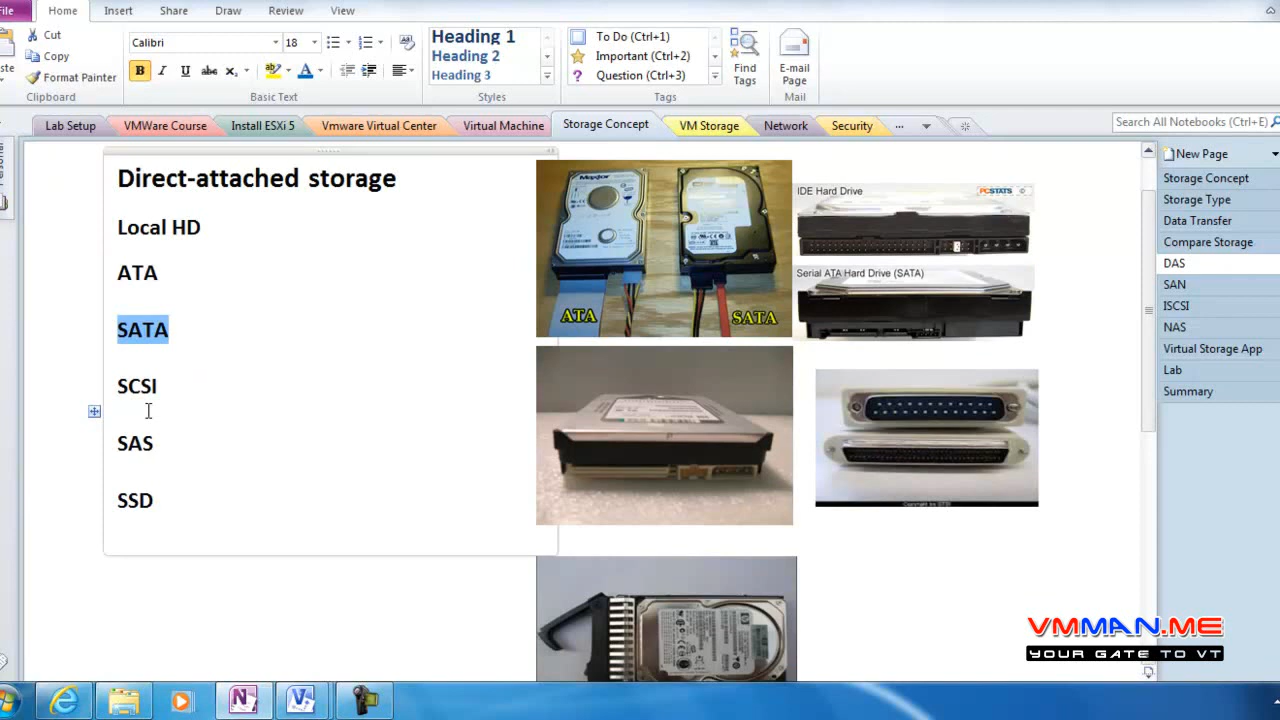 File Home Insert Share Draw Review View
Cut
Copy
Format Painter
Clipboard
Calibri 18
B I U abc X₂ A
Basic Text
Heading 1
Heading 2
Heading 3
Styles
To Do (Ctrl+1)
Important (Ctrl+2)
Question (Ctrl+3)
Tags
Find
Tags
E-mail
Page
Mail
Lab Setup VMWare Course Install ESXi 5 Vmware Virtual Center Virtual Machine Storage Concept VM Storage Network Security ...
Search All Notebooks (Ctrl+E)
Direct-attached storage
Local HD
ATA
SATA
SCSI
SAS
SSD
Maxtor
ATA
SATA
IDE Hard Drive
PCSTATS
Serial ATA Hard Drive (SATA)
New Page
Storage Concept
Storage Type
Data Transfer
Compare Storage
DAS
SAN
ISCSI
NAS
Virtual Storage App
Lab
Summary
VMMAN.ME
YOUR GATE TO VT